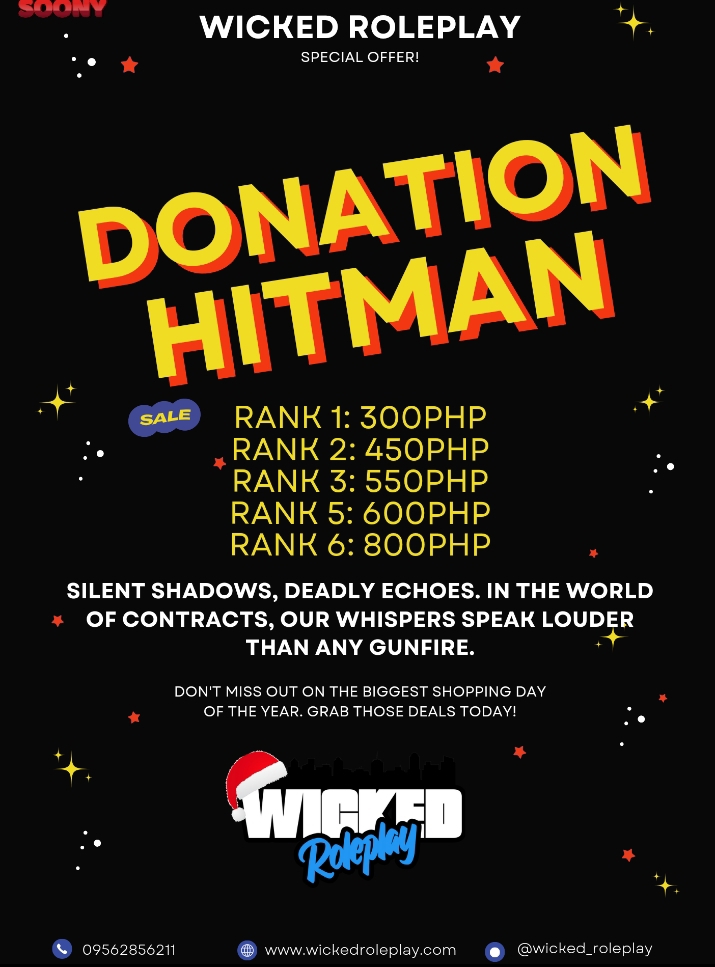 SOONY
WICKED ROLEPLAY
SPECIAL OFFER!
DONATION
HITMAN
SALE
RANK 1: 300PHP
RANK 2: 450PHP
RANK 3: 550PHP
RANK 5: 600PHP
RANK 6: 800PHP
SILENT SHADOWS, DEADLY ECHOES. IN THE WORLD
OF CONTRACTS, OUR WHISPERS SPEAK LOUDER
THAN ANY GUNFIRE.
DON'T MISS OUT ON THE BIGGEST SHOPPING DAY
OF THE YEAR. GRAB THOSE DEALS TODAY!
WICKED
Roleplay
09562856211
www.wickedroleplay.com
@wicked_roleplay